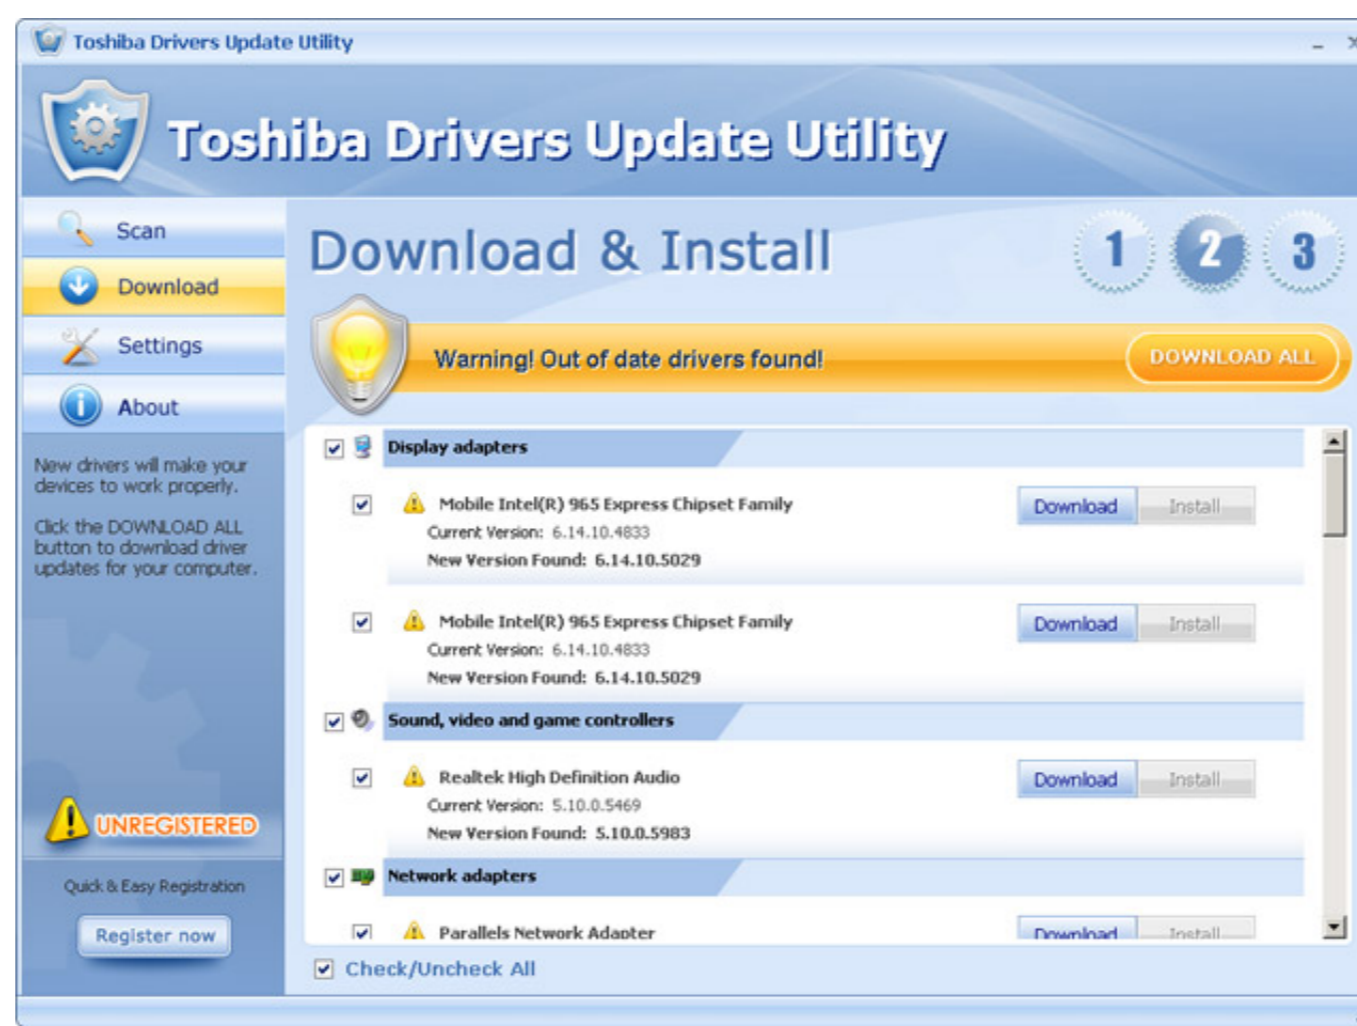 Toshiba Drivers Update Utility
Toshiba Drivers Update Utility
Scan
Download
Settings
About
New drivers will make your
devices to work properly.
Click the DOWNLOAD ALL
button to download driver
updates for your computer.
UNREGISTERED
Quick & Easy Registration
Register now
Download & Install
1 2 3
Warning! Out of date drivers found!
DOWNLOAD ALL
Display adapters
Mobile Intel(R) 965 Express Chipset Family
Download Install
Current Version: 6.14.10.4833
New Version Found: 6.14.10.5029
Mobile Intel(R) 965 Express Chipset Family
Download Install
Current Version: 6.14.10.4833
New Version Found: 6.14.10.5029
Sound, video and game controllers
Realtek High Definition Audio
Download Install
Current Version: 5.10.0.5469
New Version Found: 5.10.0.5983
Network adapters
Parallels Network Adapter
Download Install
Check/Uncheck All